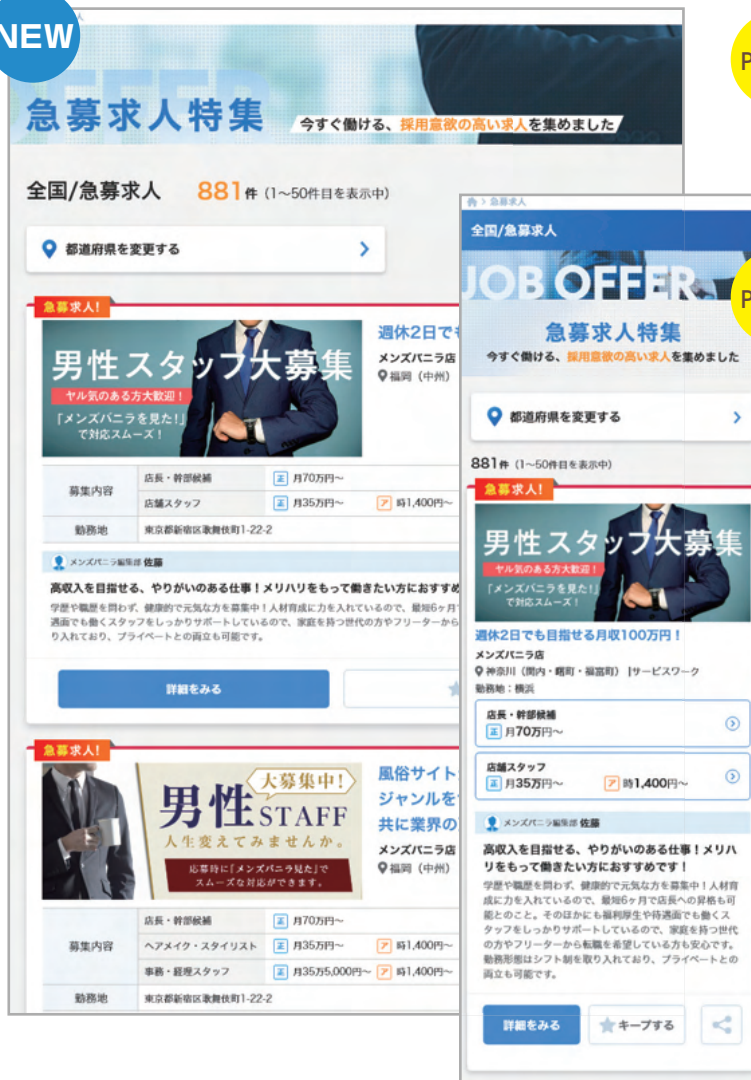 NEW
人
OFFER
急募求人特集
今すぐ働ける、採用意欲の高い求人を集めました
全国/急募求人 881件 (1〜50件目を表示中)
都道府県を変更する
急募求人!
男性スタッフ大募集
ヤル気のある方大歓迎!
「メンズバニラを見た!」
で対応スムーズ!
週休2日でも
メンズバニラ店
福岡(中州)
募集内容
店長・幹部候補 正 月70万円〜
店舗スタッフ 正 月35万円〜 ア 時1,400円〜
勤務地 東京都新宿区歌舞伎町1-22-2
メンズバニラ編集部 佐藤
高収入を目指せる、やりがいのある仕事!メリハリをもって働きたい方におすすめ
学歴や職歴を問わず、健康的で元気な方を募集中!人材育成に力を入れているので、最短6ヶ月で
遇面でも働くスタッフをしっかりサポートしているので、家庭を持つ世代の方やフリーターから
り入れており、プライベートとの両立も可能です。
詳細をみる
急募求人!
大募集中!
男性STAFF
人生変えてみませんか。
応募時に「メンズバニラ見た」で
スムーズな対応ができます。
風俗サイト
ジャンルを
共に業界の
メンズバニラ店
福岡(中州)
募集内容
店長・幹部候補 正 月70万円〜
ヘアメイク・スタイリスト 正 月35万円〜 ア 時1,400円〜
事務・経理スタッフ 正 月35万5,000円〜 ア 時1,400円〜
勤務地 東京都新宿区歌舞伎町1-22-2
P
P
> 急募求人
全国/急募求人
JOB OFFER
急募求人特集
今すぐ働ける、採用意欲の高い求人を集めました
都道府県を変更する
881件 (1〜50件目を表示中)
急募求人!
男性スタッフ大募集
ヤル気のある方大歓迎!
「メンズバニラを見た!」
で対応スムーズ!
週休2日でも目指せる月収100万円!
メンズバニラ店
神奈川(関内・曙町・福富町) |サービスワーク
勤務地:横浜
店長・幹部候補
正 月70万円〜
店舗スタッフ
正 月35万円〜 ア 時1,400円〜
メンズバニラ編集部 佐藤
高収入を目指せる、やりがいのある仕事!メリハ
リをもって働きたい方におすすめです!
学歴や職歴を問わず、健康的で元気な方を募集中!人材育
成に力を入れているので、最短6ヶ月で店長への昇格も可
能とのこと。そのほかにも福利厚生や待遇面でも働くス
タッフをしっかりサポートしているので、家庭を持つ世代
の方やフリーターから転職を希望している方も安心です。
勤務形態はシフト制を取り入れており、プライベートとの
両立も可能です。
詳細をみる
キープする